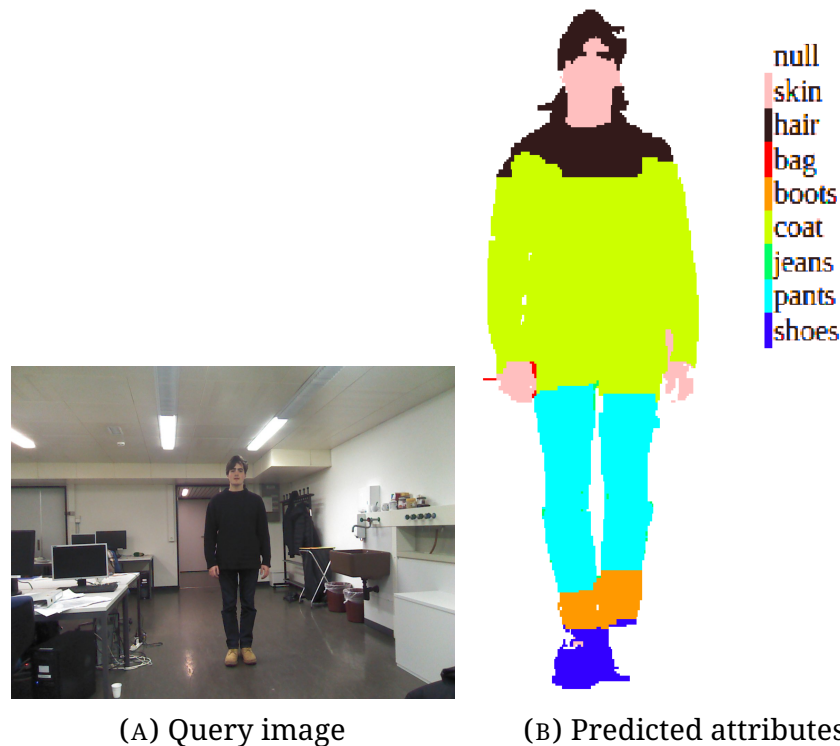 null
skin
hair
bag
boots
coat
jeans
pants
shoes
(A) Query image
(B) Predicted attributes